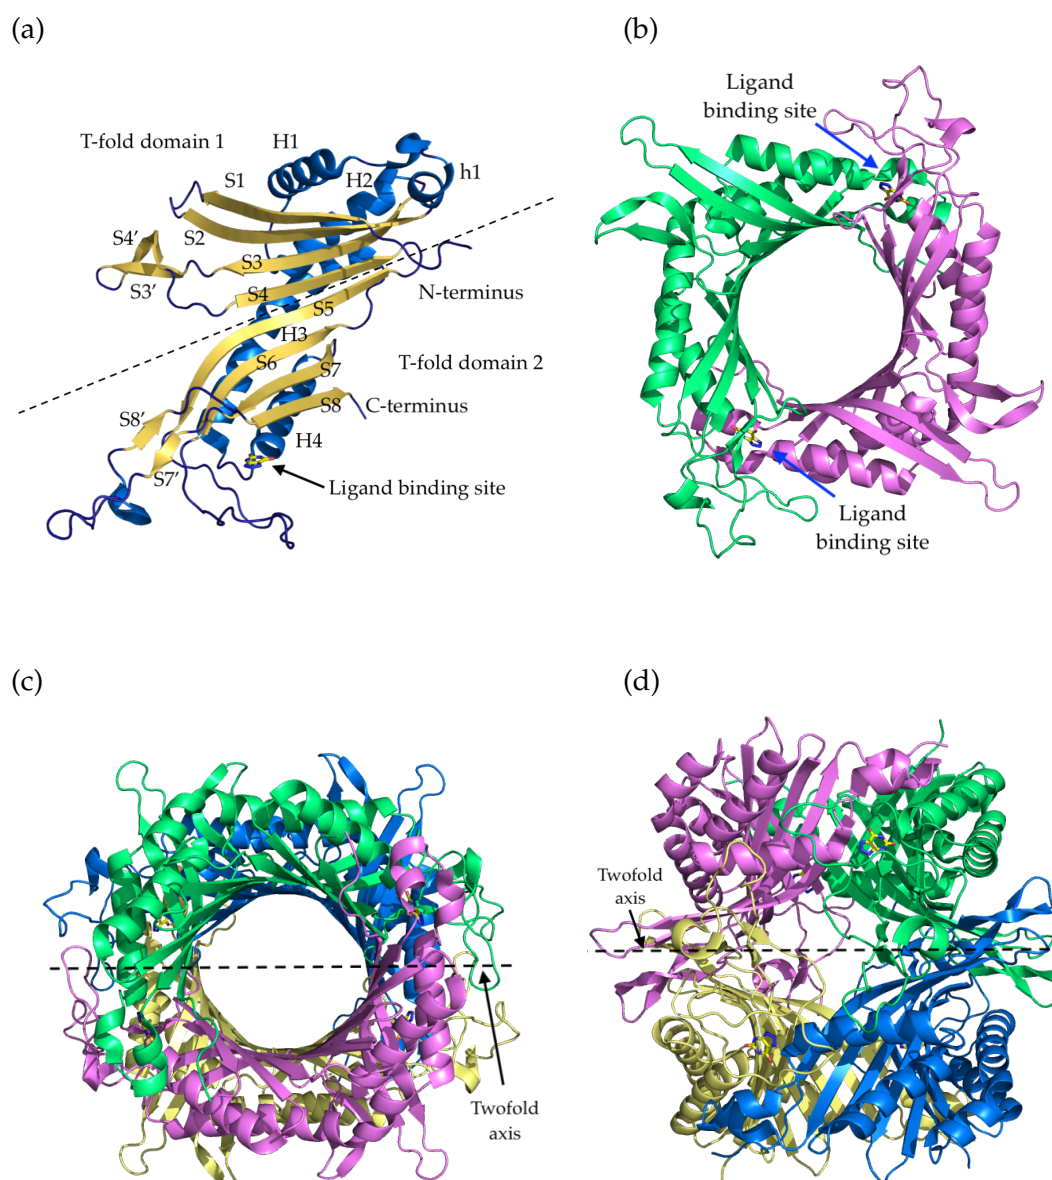 (a)
T-fold domain 1
H1
H2
h1
S1
S2
S4′
S3
S3′
S4
S5
N-terminus
H3
S6
T-fold domain 2
S7
S8
C-terminus
S8′
H4
S7′
Ligand binding site
(b)
Ligand
binding site
Ligand
binding site
(c)
Twofold
axis
(d)
Twofold
axis